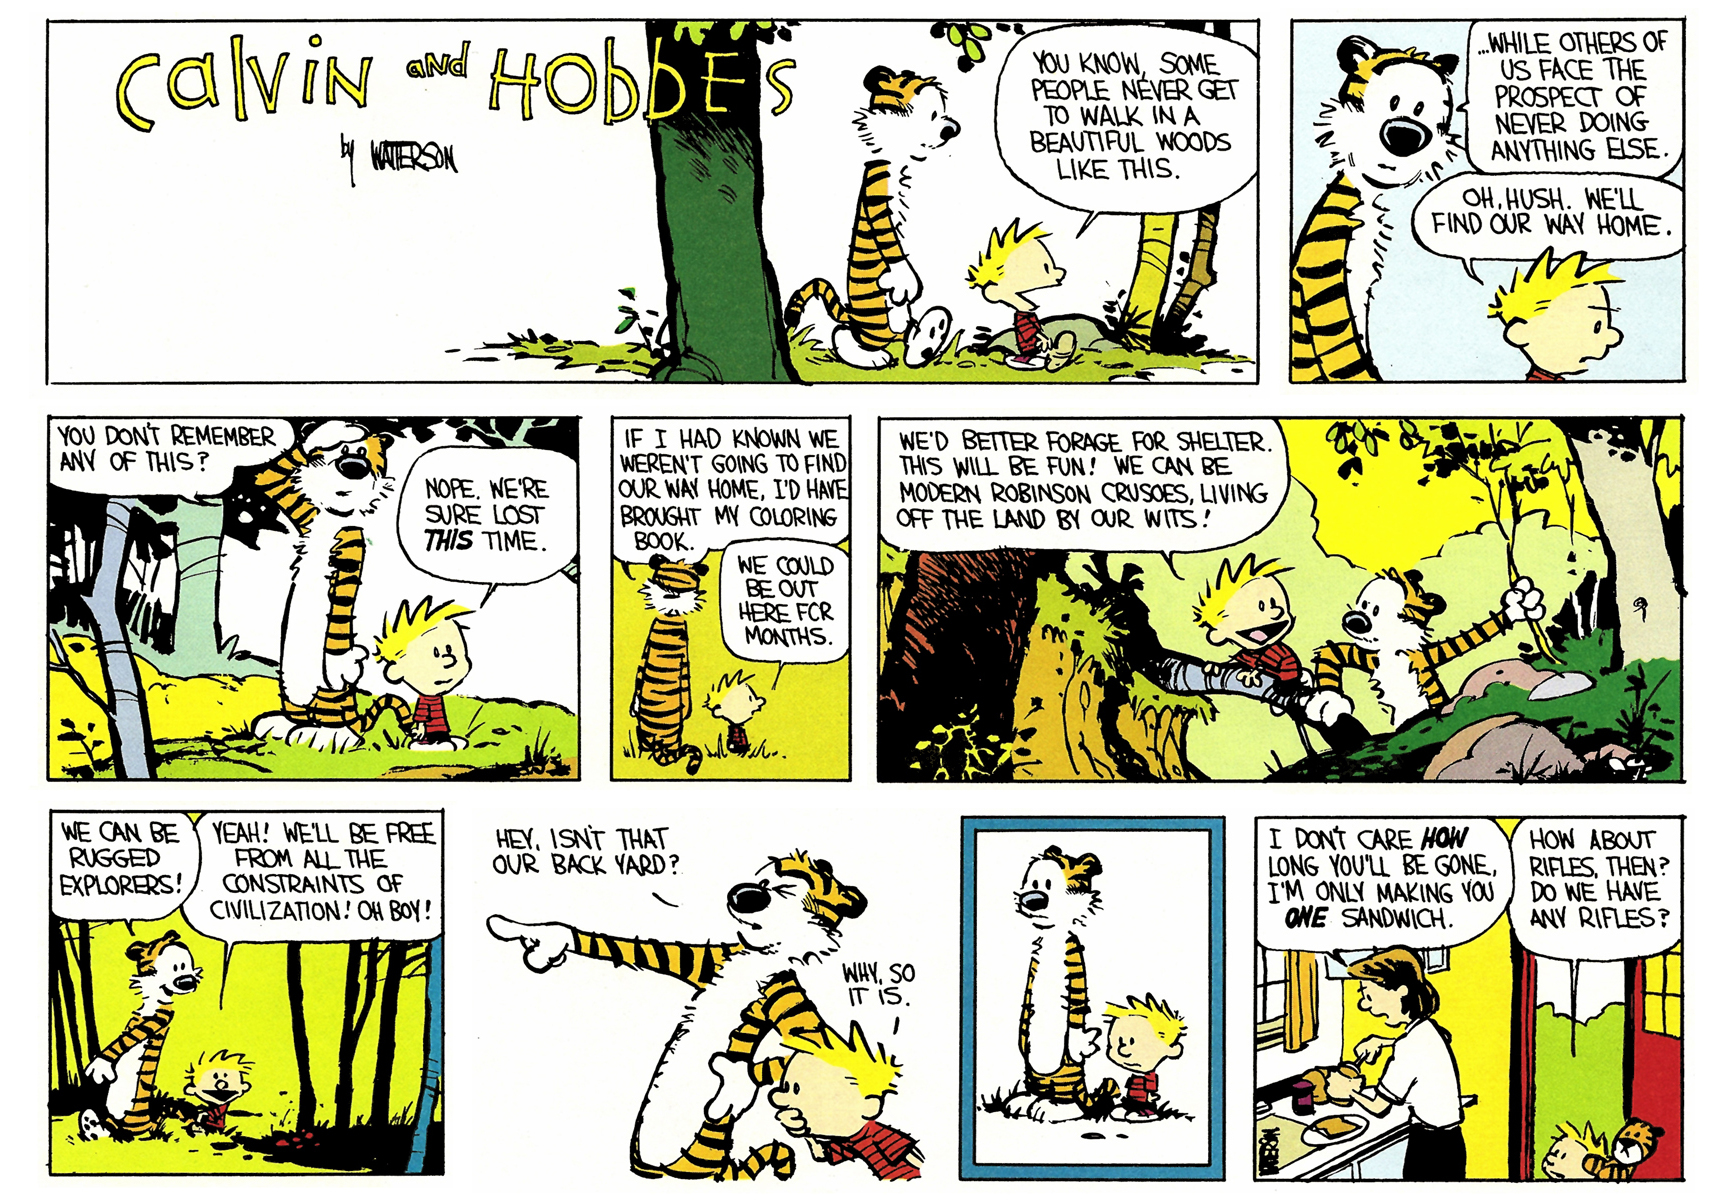 CALVIN AND HOBBES
by WATTERSON
YOU KNOW, SOME
PEOPLE NEVER GET
TO WALK IN A
BEAUTIFUL WOODS
LIKE THIS.
...WHILE OTHERS OF
US FACE THE
PROSPECT OF
NEVER DOING
ANYTHING ELSE.
OH, HUSH. WE'LL
FIND OUR WAY HOME.
YOU DON'T REMEMBER
ANY OF THIS?
NOPE. WE'RE
SURE LOST
THIS TIME.
IF I HAD KNOWN WE
WEREN'T GOING TO FIND
OUR WAY HOME, I'D HAVE
BROUGHT MY COLORING
BOOK.
WE COULD
BE OUT
HERE FOR
MONTHS.
WE'D BETTER FORAGE FOR SHELTER.
THIS WILL BE FUN! WE CAN BE
MODERN ROBINSON CRUSOES, LIVING
OFF THE LAND BY OUR WITS!
WE CAN BE
RUGGED
EXPLORERS!
YEAH! WE'LL BE FREE
FROM ALL THE
CONSTRAINTS OF
CIVILIZATION! OH BOY!
HEY, ISN'T THAT
OUR BACK YARD?
WHY, SO
IT IS.
I DON'T CARE HOW
LONG YOU'LL BE GONE,
I'M ONLY MAKING YOU
ONE SANDWICH.
HOW ABOUT
RIFLES, THEN?
DO WE HAVE
ANY RIFLES?
WATTERSON